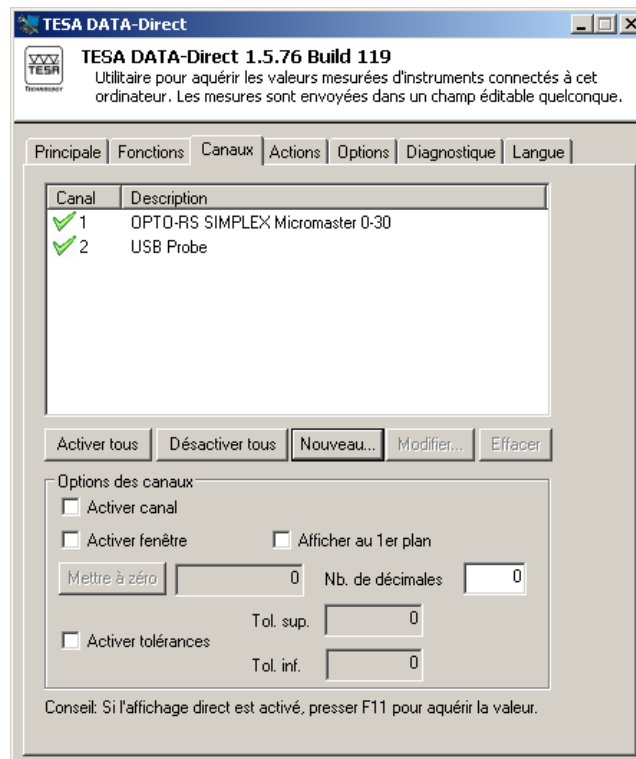 TESA DATA-Direct
TESA DATA-Direct 1.5.76 Build 119
TESA
TECHNOLOGY
Utilitaire pour aquérir les valeurs mesurées d'instruments connectés à cet
ordinateur. Les mesures sont envoyées dans un champ éditable quelconque.
Principale Fonctions Canaux Actions Options Diagnostique Langue
Canal Description
1 OPTO-RS SIMPLEX Micromaster 0-30
2 USB Probe
Activer tous Désactiver tous Nouveau... Modifier... Effacer
Options des canaux
Activer canal
Activer fenêtre Afficher au 1er plan
Mettre à zéro 0 Nb. de décimales 0
Tol. sup. 0
Activer tolérances
Tol. inf. 0
Conseil: Si l'affichage direct est activé, presser F11 pour aquérir la valeur.